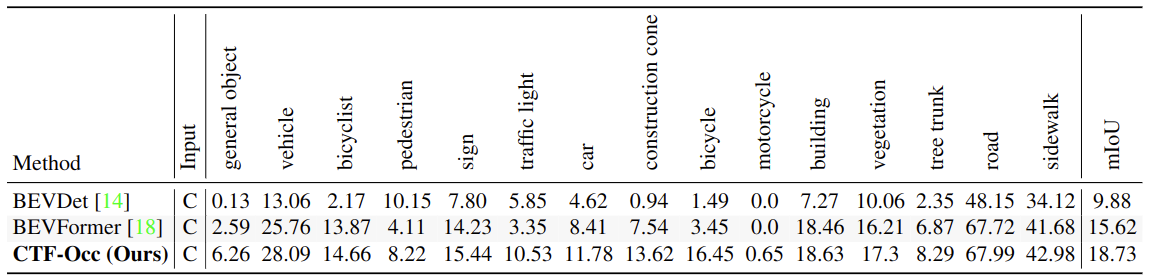 Method Input general object vehicle bicyclist pedestrian sign traffic light car construction cone bicycle motorcycle building vegetation tree trunk road sidewalk mIoU
BEVDet [14] C 0.13 13.06 2.17 10.15 7.80 5.85 4.62 0.94 1.49 0.0 7.27 10.06 2.35 48.15 34.12 9.88
BEVFormer [18] C 2.59 25.76 13.87 4.11 14.23 3.35 8.41 7.54 3.45 0.0 18.46 16.21 6.87 67.72 41.68 15.62
CTF-Occ (Ours) C 6.26 28.09 14.66 8.22 15.44 10.53 11.78 13.62 16.45 0.65 18.63 17.3 8.29 67.99 42.98 18.73